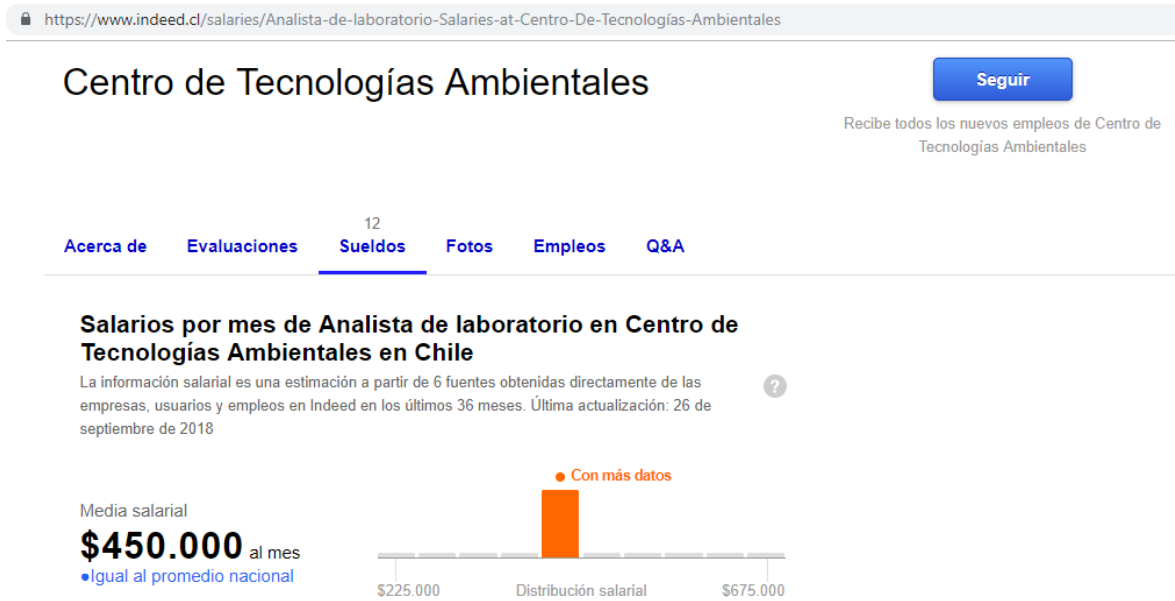 https://www.indeed.cl/salaries/Analista-de-laboratorio-Salaries-at-Centro-De-Tecnologías-Ambientales
Centro de Tecnologías Ambientales
Seguir
Recibe todos los nuevos empleos de Centro de
Tecnologías Ambientales
12
Acerca de Evaluaciones Sueldos Fotos Empleos Q&A
Salarios por mes de Analista de laboratorio en Centro de
Tecnologías Ambientales en Chile
La información salarial es una estimación a partir de 6 fuentes obtenidas directamente de las
empresas, usuarios y empleos en Indeed en los últimos 36 meses. Última actualización: 26 de
septiembre de 2018
?
Con más datos
Media salarial
$450.000 al mes
Igual al promedio nacional
$225.000 Distribución salarial $675.000